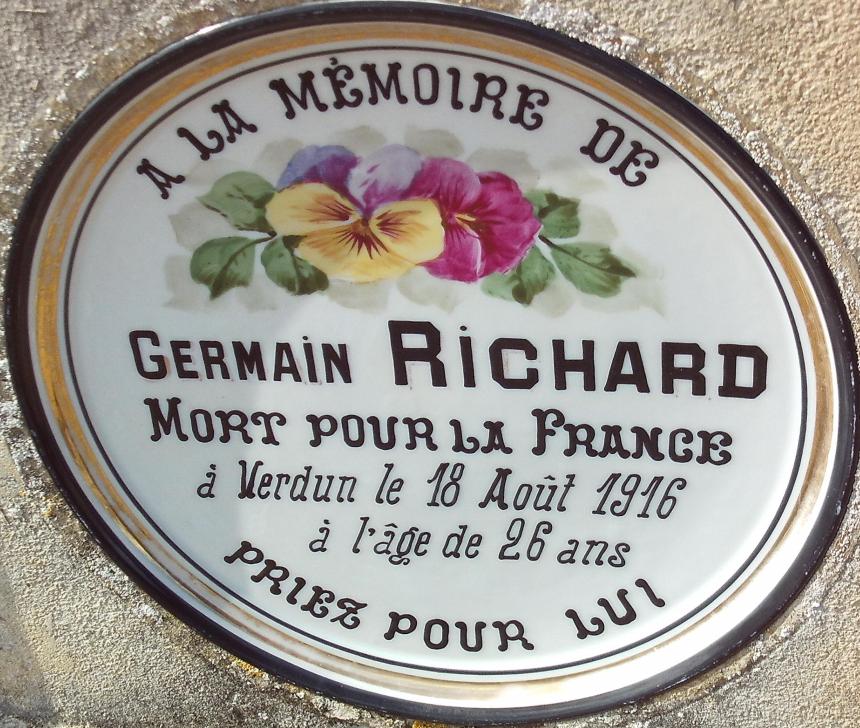 A LA MÉMOIRE DE
GERMAIN RICHARD
MORT POUR LA FRANCE
à Verdun le 18 Août 1916
à l'âge de 26 ans
PRIEZ POUR LUI